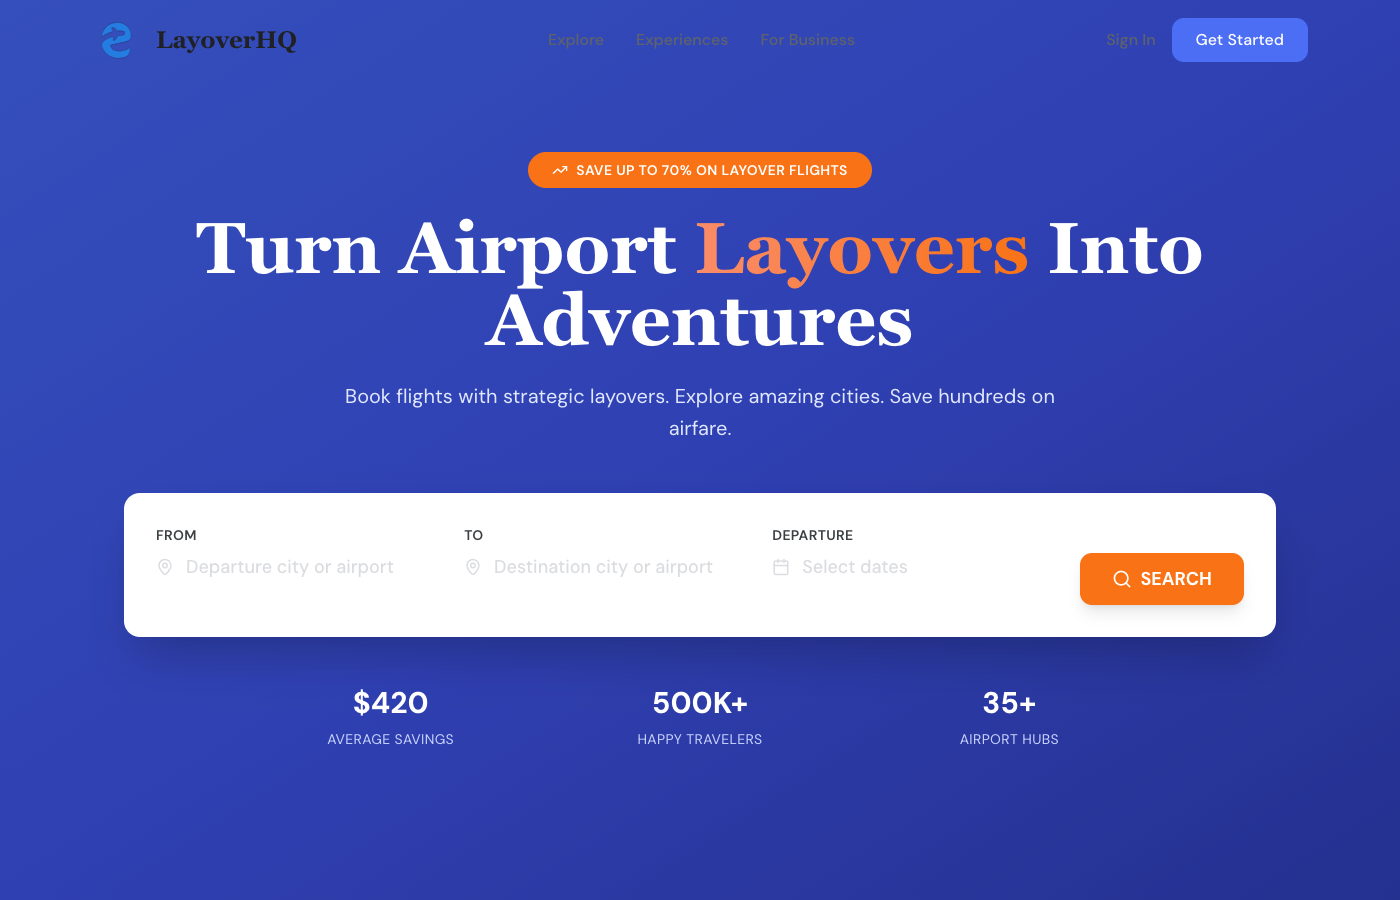 LayoverHQ
Explore
Experiences
For Business
Sign In
Get Started
SAVE UP TO 70% ON LAYOVER FLIGHTS
Turn Airport Layovers Into
Adventures
Book flights with strategic layovers. Explore amazing cities. Save hundreds on
airfare.
FROM
Departure city or airport
TO
Destination city or airport
DEPARTURE
Select dates
SEARCH
$420
AVERAGE SAVINGS
500K+
HAPPY TRAVELERS
35+
AIRPORT HUBS